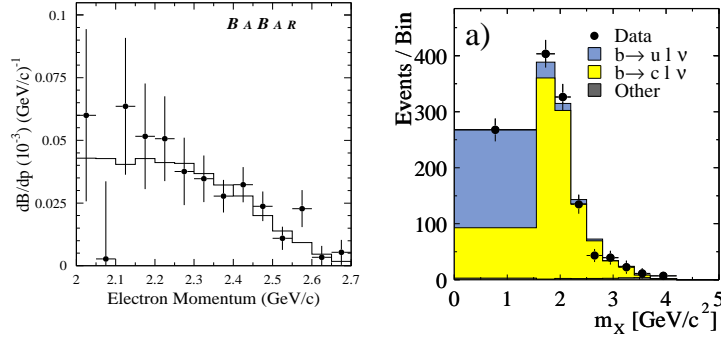 BABAR
dB/dp (10⁻³) (GeV/c)⁻¹
0.1
0.075
0.05
0.025
0
2 2.1 2.2 2.3 2.4 2.5 2.6 2.7
Electron Momentum (GeV/c)
a)
Data
b→ u l ν
b→ c l ν
Other
Events / Bin
400
300
200
100
0
0 1 2 3 4 5
mX [GeV/c²]